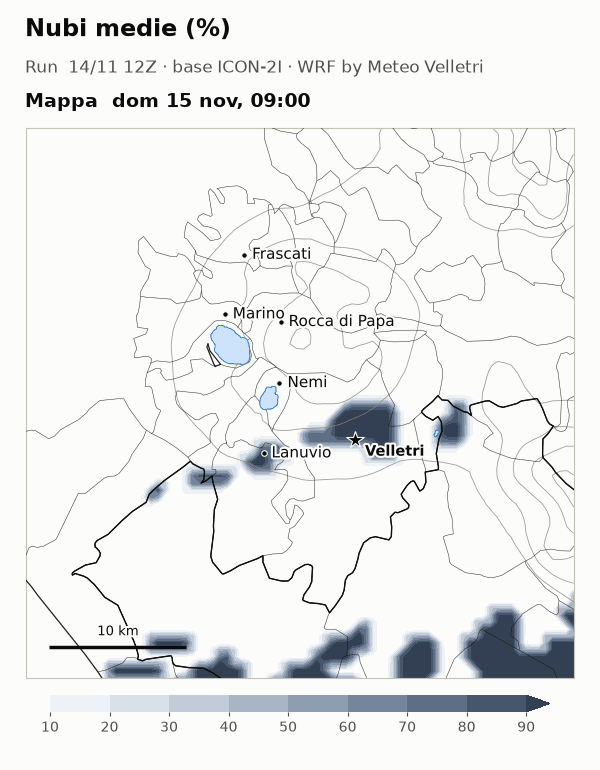 Nubi medie (%)
Run  14/11 12Z · base ICON-2I · WRF by Meteo Velletri
Mappa  dom 15 nov, 09:00
Frascati
Marino
Rocca di Papa
Nemi
Lanuvio
Velletri
10 km
10 20 30 40 50 60 70 80 90